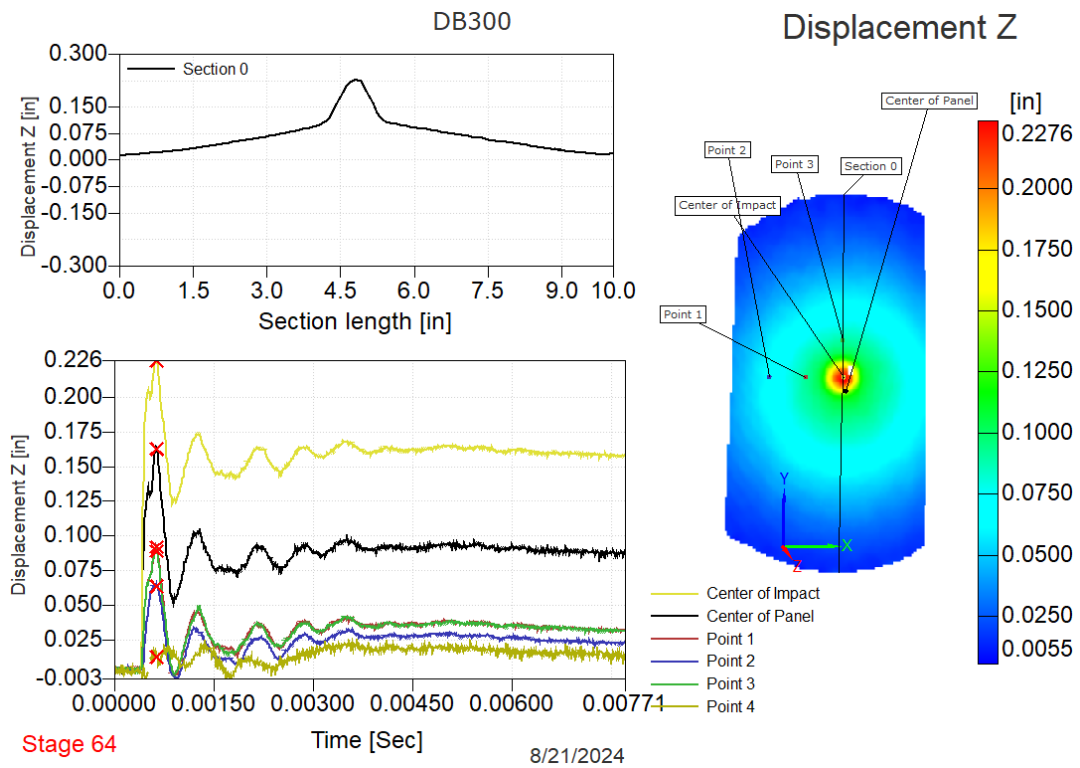 DB300
Displacement Z
0.300
0.150
0.075
0.000
-0.075
-0.150
-0.300
Displacement Z [in]
Section 0
0.0 1.5 3.0 4.5 6.0 7.5 9.0 10.0
Section length [in]
0.226
0.200
0.175
0.150
0.125
0.100
0.075
0.050
0.025
-0.003
Displacement Z [in]
0.00000 0.00150 0.00300 0.00450 0.00600 0.00771
Time [Sec]
Stage 64
8/21/2024
Center of Panel
Point 2
Point 3
Section 0
Center of Impact
Point 1
Y
X
Z
[in]
0.2276
0.2000
0.1750
0.1500
0.1250
0.1000
0.0750
0.0500
0.0250
0.0055
Center of Impact
Center of Panel
Point 1
Point 2
Point 3
Point 4